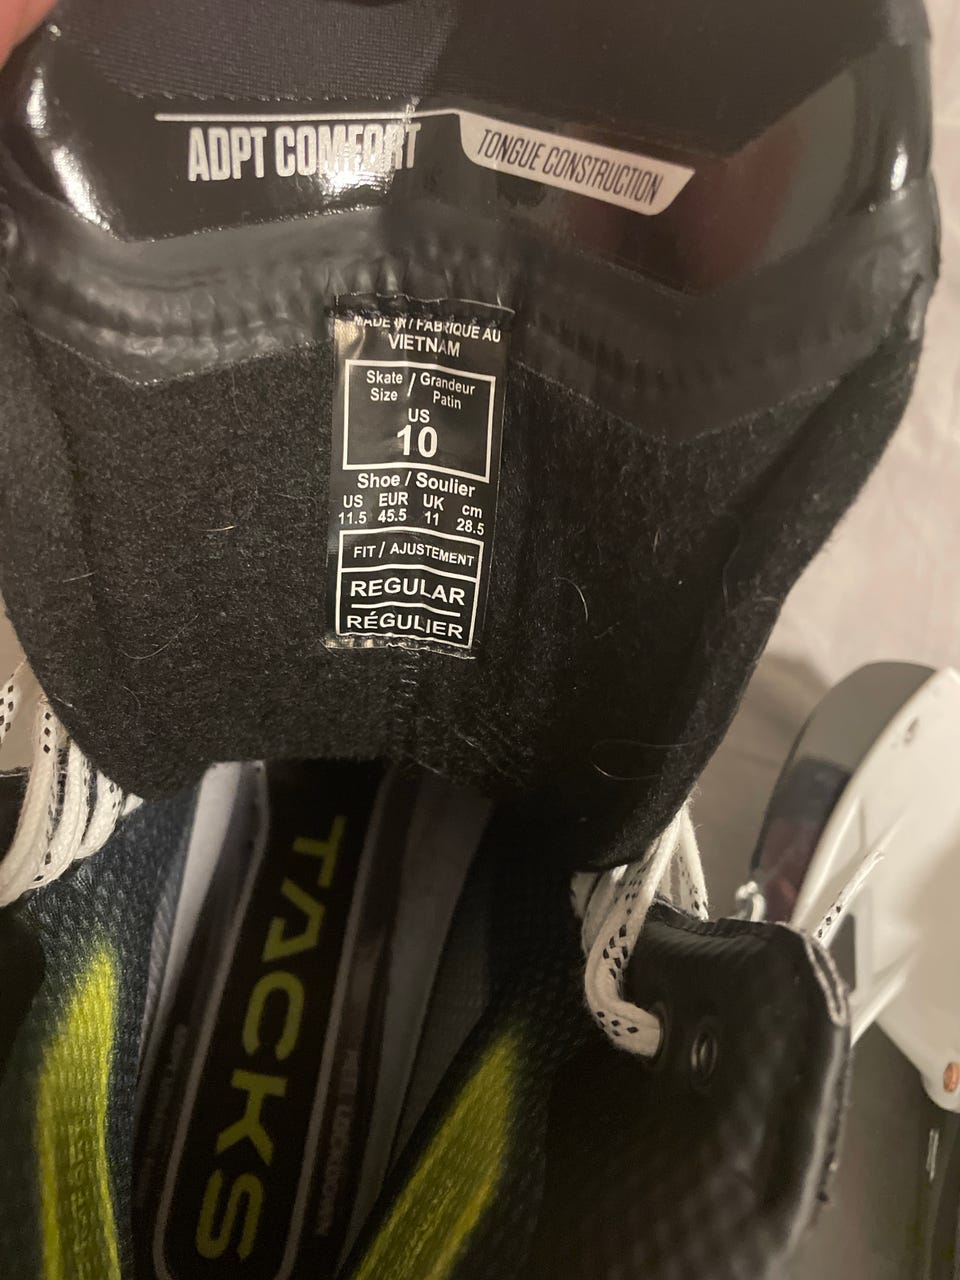 ADPT COMFORT
TONGUE CONSTRUCTION
MADE IN / FABRIQUE AU
VIETNAM
Skate Size / Grandeur Patin
US
10
Shoe / Soulier
US EUR UK cm
11.5 45.5 11 28.5
FIT / AJUSTEMENT
REGULAR
RÉGULIER
TACKS